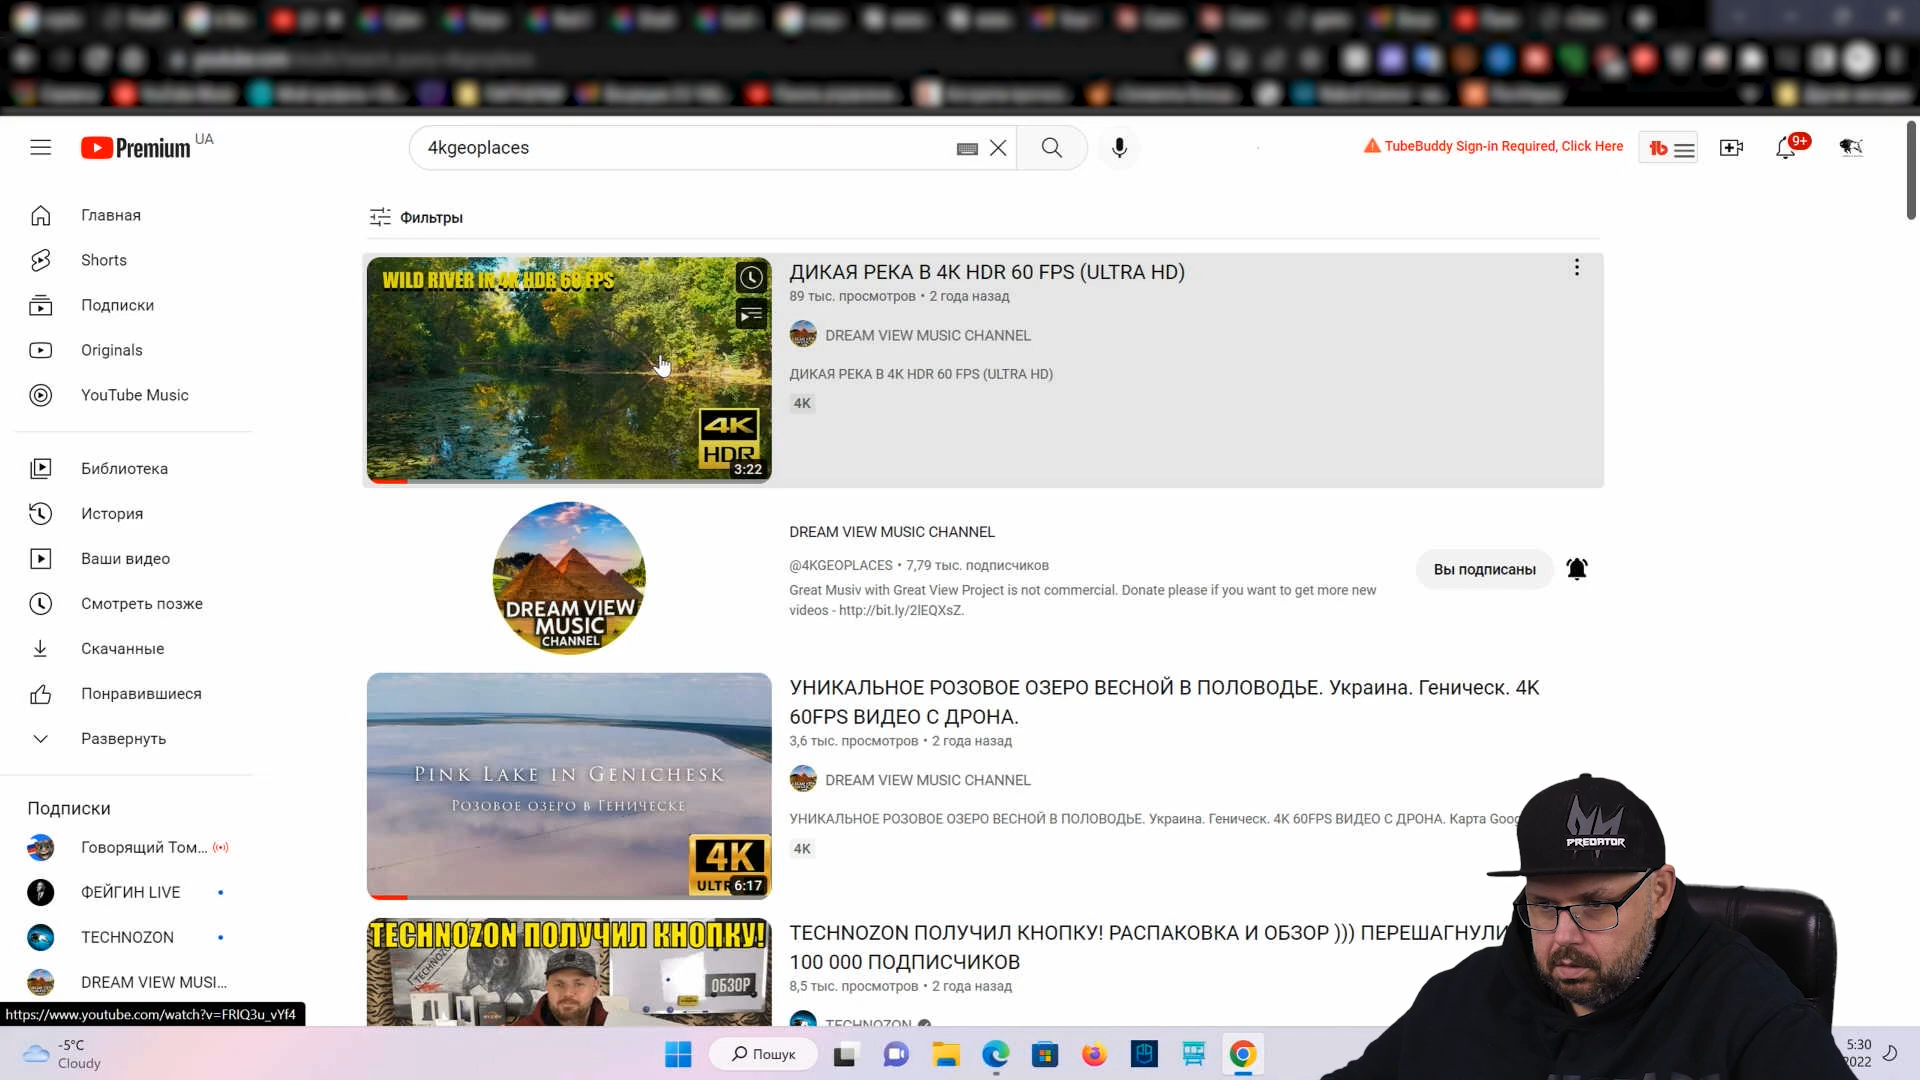 Premium UA
4kgeoplaces
TubeBuddy Sign-in Required, Click Here
9+
Главная
Shorts
Подписки
Originals
YouTube Music
Библиотека
История
Ваши видео
Смотреть позже
Скачанные
Понравившиеся
Развернуть
Подписки
Говорящий Том...
ФЕЙГИН LIVE
TECHNOZON
DREAM VIEW MUSI...
https://www.youtube.com/watch?v=FRIQ3u_vYf4
Фильтры
WILD RIVER IN 4K HDR 60 FPS
4K
HDR
3:22
ДИКАЯ РЕКА В 4K HDR 60 FPS (ULTRA HD)
89 тыс. просмотров • 2 года назад
DREAM VIEW MUSIC CHANNEL
ДИКАЯ РЕКА В 4K HDR 60 FPS (ULTRA HD)
4K
DREAM VIEW
MUSIC
CHANNEL
DREAM VIEW MUSIC CHANNEL
@4KGEOPLACES • 7,79 тыс. подписчиков
Great Musiv with Great View Project is not commercial. Donate please if you want to get more new
videos - http://bit.ly/2lEQXsZ.
Вы подписаны
PINK LAKE IN GENICHESK
РОЗОВОЕ ОЗЕРО В ГЕНИЧЕСКЕ
4K
6:17
УНИКАЛЬНОЕ РОЗОВОЕ ОЗЕРО ВЕСНОЙ В ПОЛОВОДЬЕ. Украина. Геническ. 4K
60FPS ВИДЕО С ДРОНА.
3,6 тыс. просмотров • 2 года назад
DREAM VIEW MUSIC CHANNEL
УНИКАЛЬНОЕ РОЗОВОЕ ОЗЕРО ВЕСНОЙ В ПОЛОВОДЬЕ. Украина. Геническ. 4K 60FPS ВИДЕО С ДРОНА. Карта Goog
4K
TECHNOZON ПОЛУЧИЛ КНОПКУ!
ОБЗОР
TECHNOZON ПОЛУЧИЛ КНОПКУ! РАСПАКОВКА И ОБЗОР ))) ПЕРЕШАГНУЛИ
100 000 ПОДПИСЧИКОВ
8,5 тыс. просмотров • 2 года назад
TECHNOZON
PREDATOR
-5°C
Cloudy
Пошук
5:30
2022